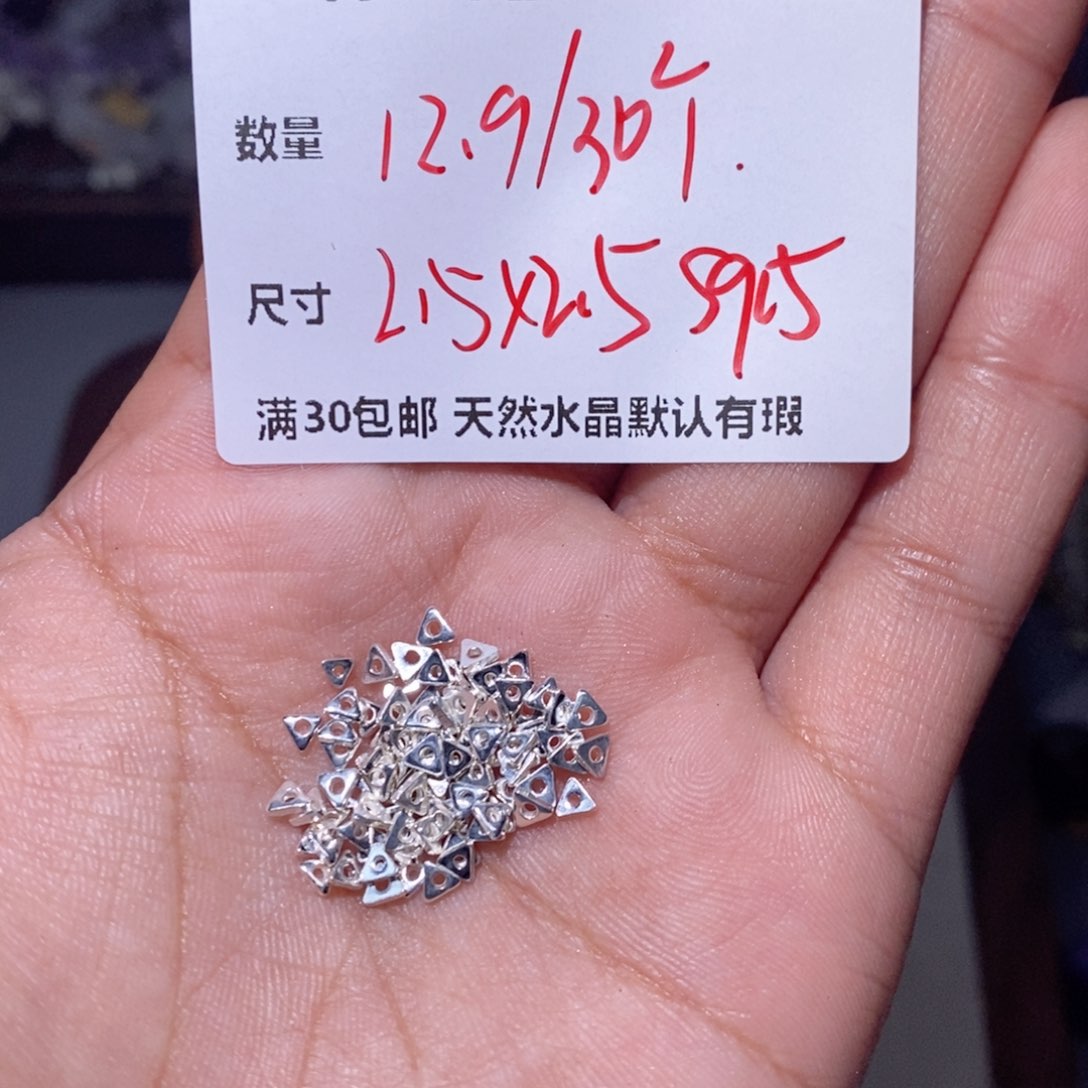 数量 12.9/30个.
尺寸 2.5X2.5 S925
满30包邮 天然水晶默认有瑕